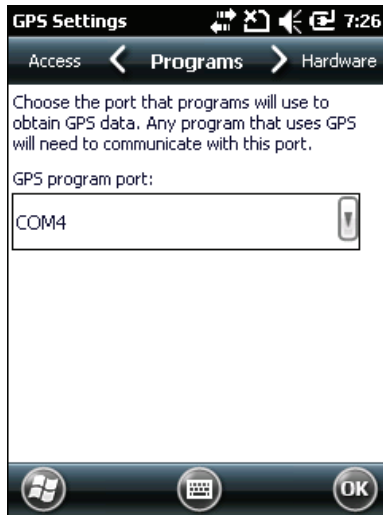 GPS Settings 7:26
Access Programs Hardware
Choose the port that programs will use to
obtain GPS data. Any program that uses GPS
will need to communicate with this port.
GPS program port:
COM4
OK